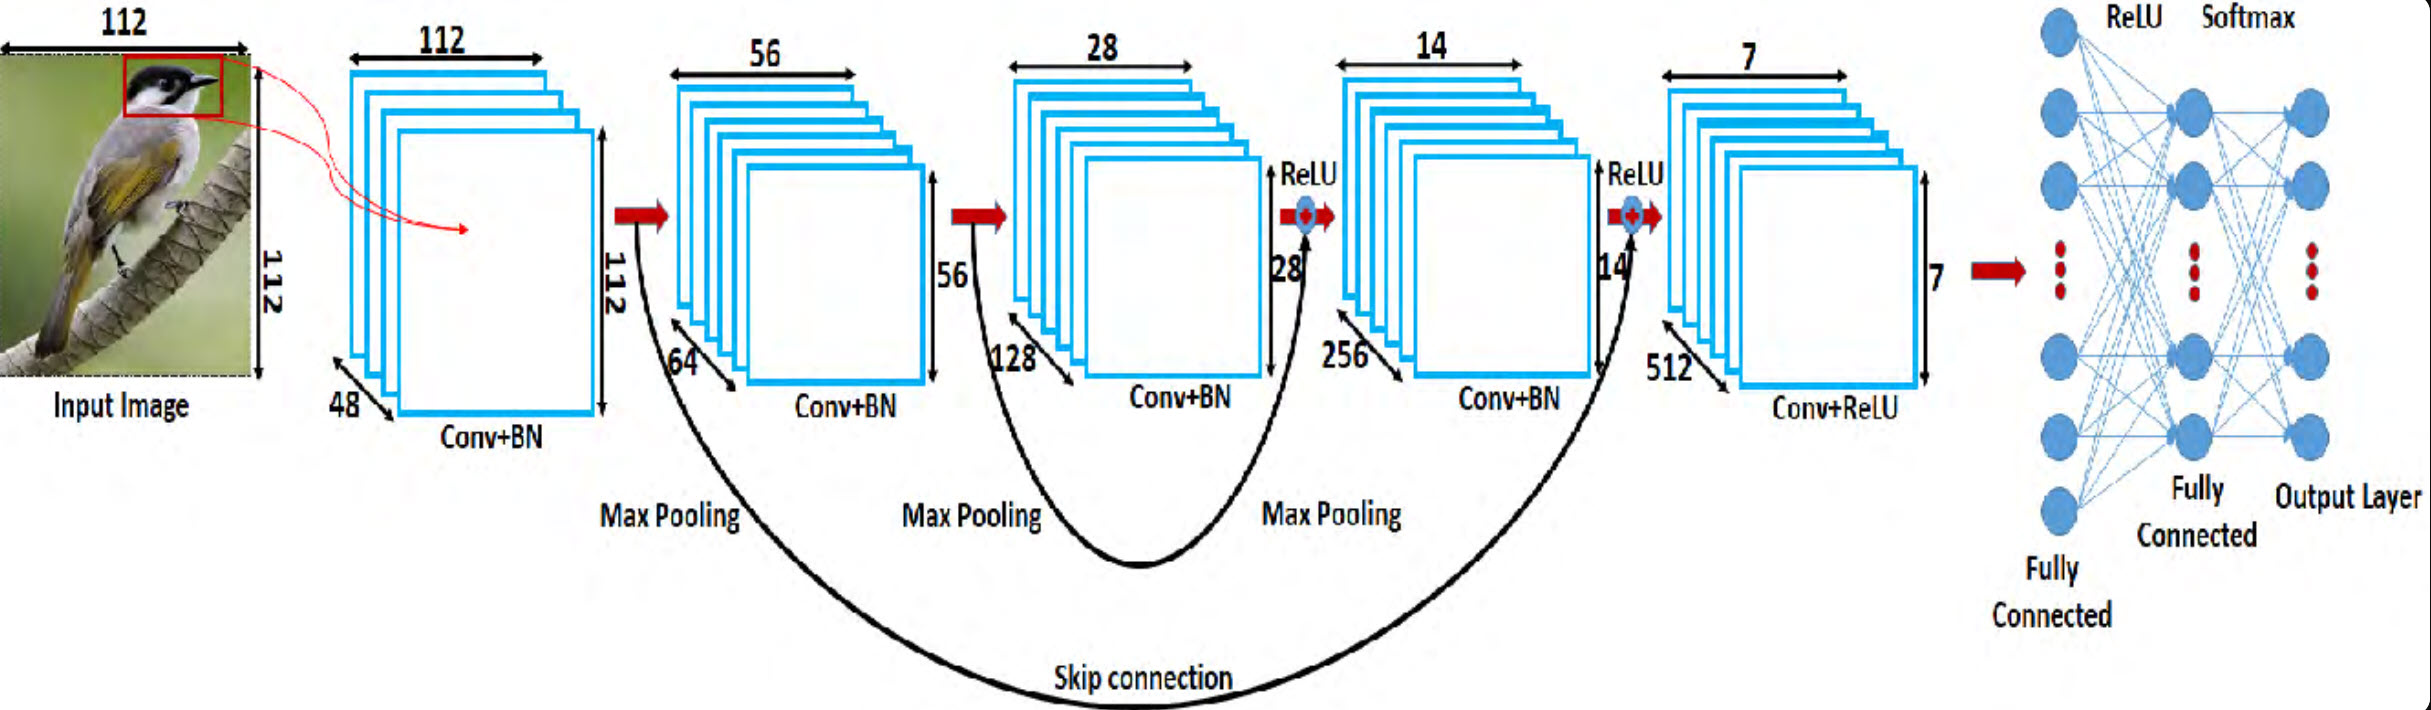 112
112
Input Image
112
112
48
Conv+BN
56
56
64
Conv+BN
28
28
128
Conv+BN
ReLU
14
14
256
Conv+BN
ReLU
7
7
512
Conv+ReLU
Max Pooling
Max Pooling
Max Pooling
Skip connection
ReLU
Softmax
Fully
Connected
Fully
Connected
Output Layer